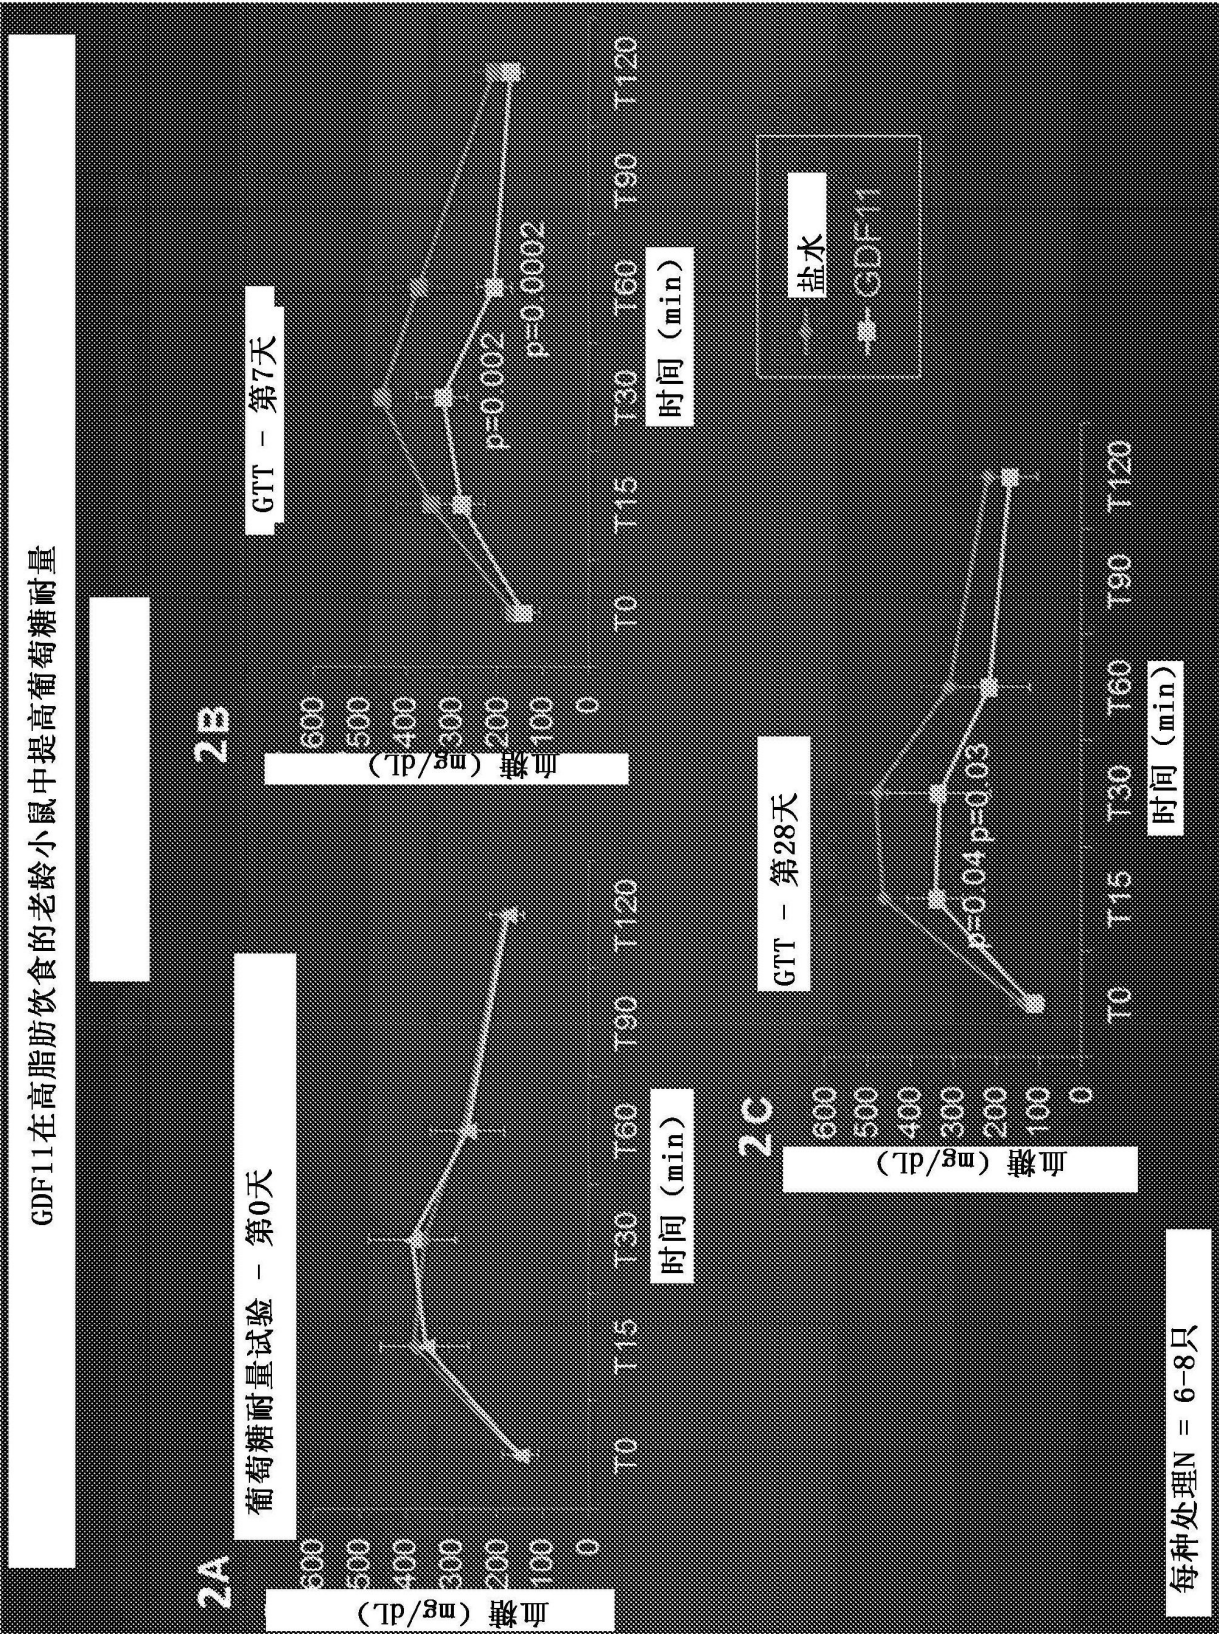 GDF11在高脂肪饮食的老龄小鼠中提高葡萄糖耐量
2A
葡萄糖耐量试验 - 第0天
血糖 (mg/dL)
600
500
400
300
200
100
0
T0
T15
T30
T60
T90
T120
时间 (min)
2B
GTT - 第7天
血糖 (mg/dL)
600
500
400
300
200
100
0
p=0.002
p=0.0002
T0
T15
T30
T60
T90
T120
时间 (min)
2C
GTT - 第28天
血糖 (mg/dL)
600
500
400
300
200
100
0
p=0.04 p=0.03
T0
T15
T30
T60
T90
T120
时间 (min)
盐水
GDF11
每种处理N = 6-8只